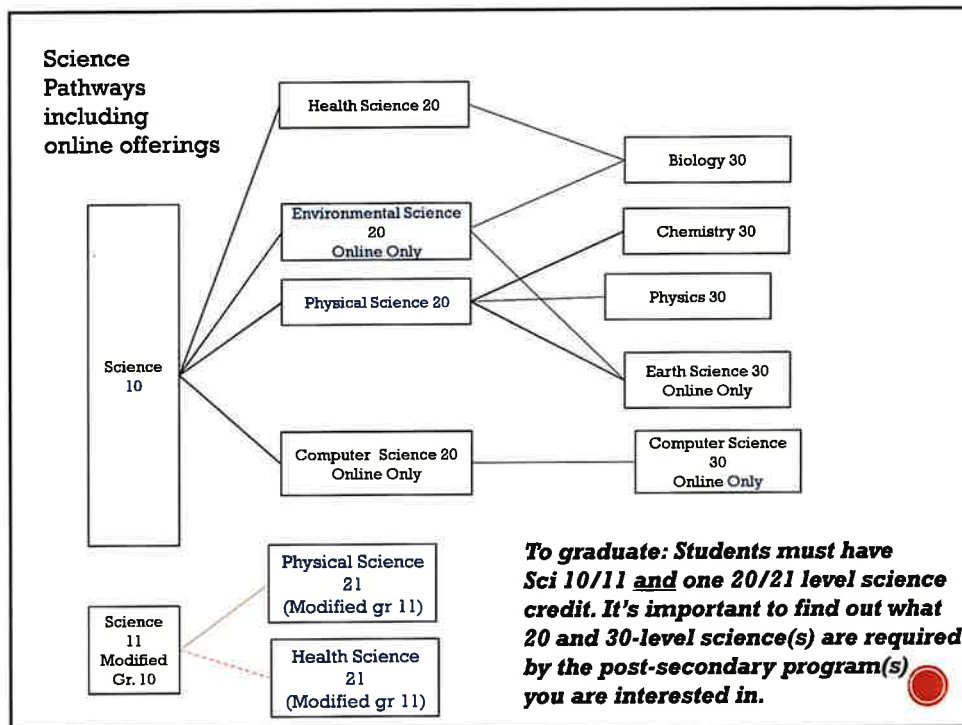 Science
Pathways
including
online offerings
Health Science 20
Biology 30
Environmental Science
20
Online Only
Chemistry 30
Physical Science 20
Physics 30
Science
10
Earth Science 30
Online Only
Computer Science 20
Online Only
Computer Science
30
Online Only
Physical Science
21
(Modified gr 11)
Science
11
Modified
Gr. 10
Health Science
21
(Modified gr 11)
To graduate: Students must have
Sci 10/11 and one 20/21 level science
credit. It's important to find out what
20 and 30-level science(s) are required
by the post-secondary program(s)
you are interested in.